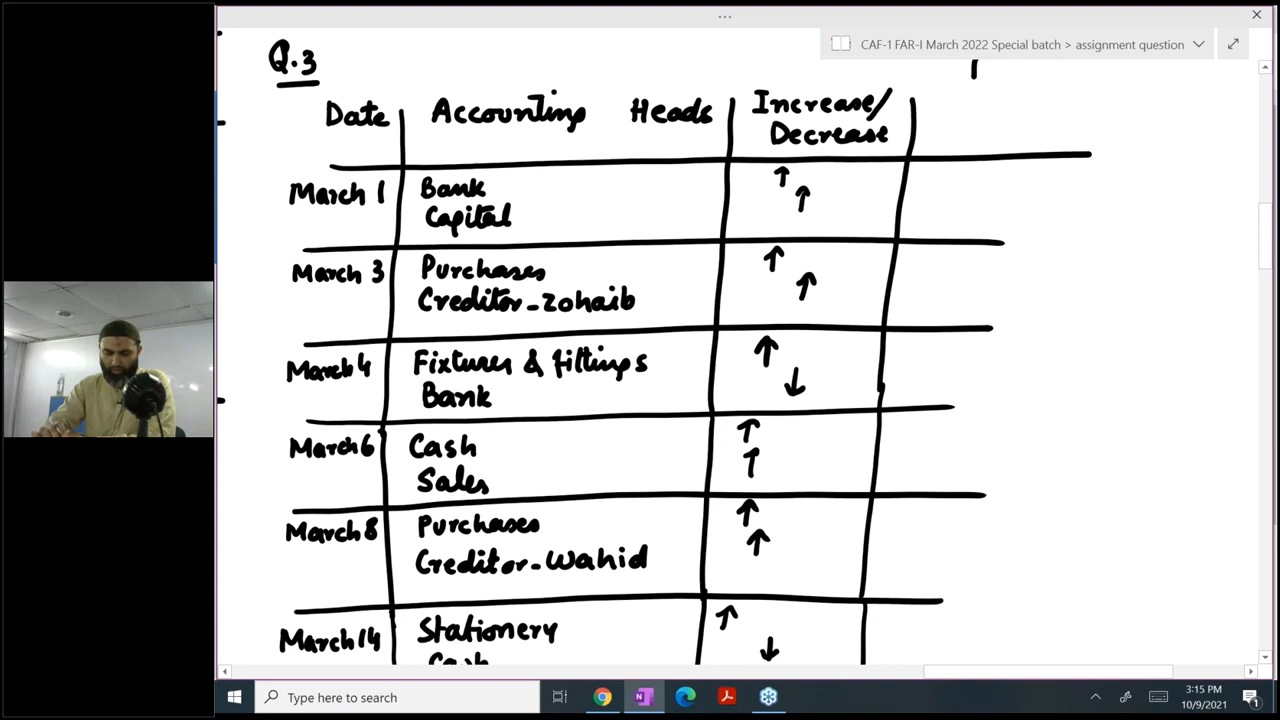 CAF-1 FAR-I March 2022 Special batch > assignment question
Q.3
Date Accounting Heads Increase/
Decrease
March 1 Bank ↑
Capital ↑
March 3 Purchases ↑
Creditor-Zohaib ↑
March 4 Fixtures & fittings ↑
Bank ↓
March 6 Cash ↑
Sales ↑
March 8 Purchases ↑
Creditor-Wahid ↑
March 14 Stationery ↑
Cash ↓
Type here to search
3:15 PM
10/9/2021
1